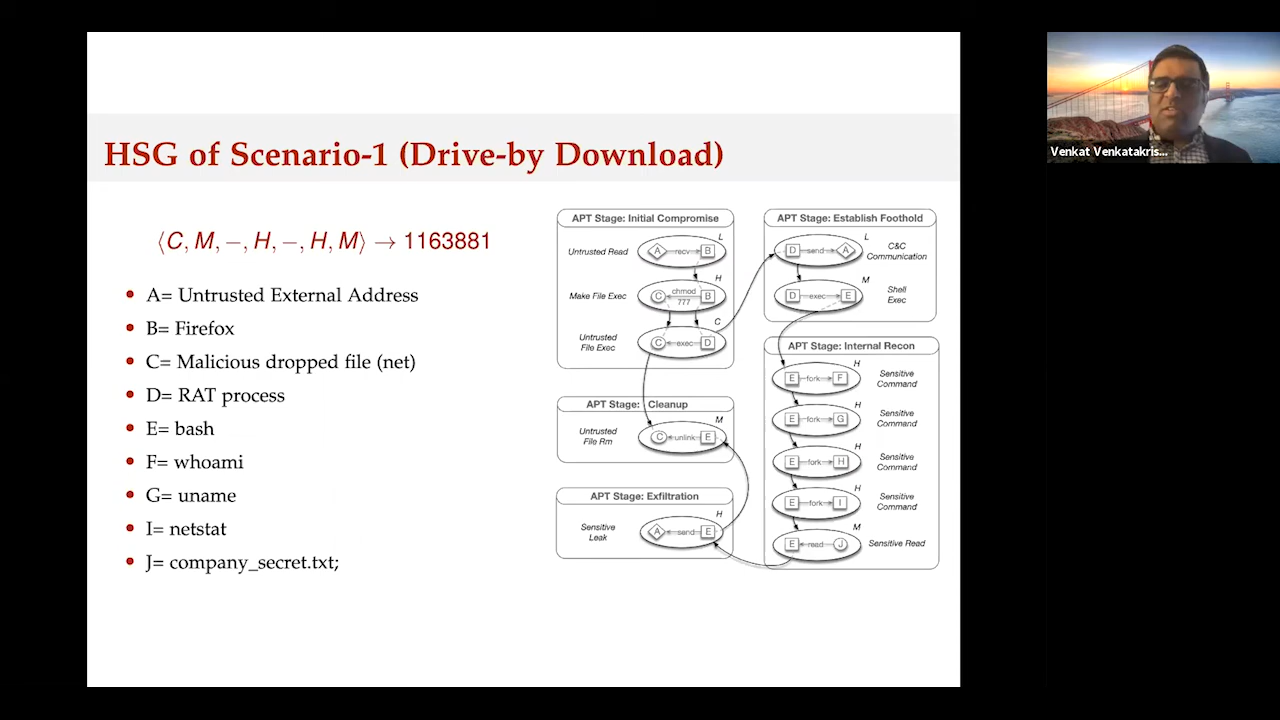 HSG of Scenario-1 (Drive-by Download)
⟨C, M, −, H, −, H, M⟩ → 1163881
• A= Untrusted External Address
• B= Firefox
• C= Malicious dropped file (net)
• D= RAT process
• E= bash
• F= whoami
• G= uname
• I= netstat
• J= company_secret.txt;
APT Stage: Initial Compromise
L
Untrusted Read
A recv B
H
Make File Exec
C chmod 777 B
C
Untrusted
File Exec
C exec D
APT Stage: Cleanup
M
Untrusted
File Rm
C unlink E
APT Stage: Exfiltration
H
Sensitive
Leak
A send E
APT Stage: Establish Foothold
L
D send A
C&C
Communication
M
D exec E
Shell
Exec
APT Stage: Internal Recon
H
E fork F
Sensitive
Command
H
E fork G
Sensitive
Command
H
E fork H
Sensitive
Command
H
E fork I
Sensitive
Command
M
E read J
Sensitive Read
Venkat Venkatakris...